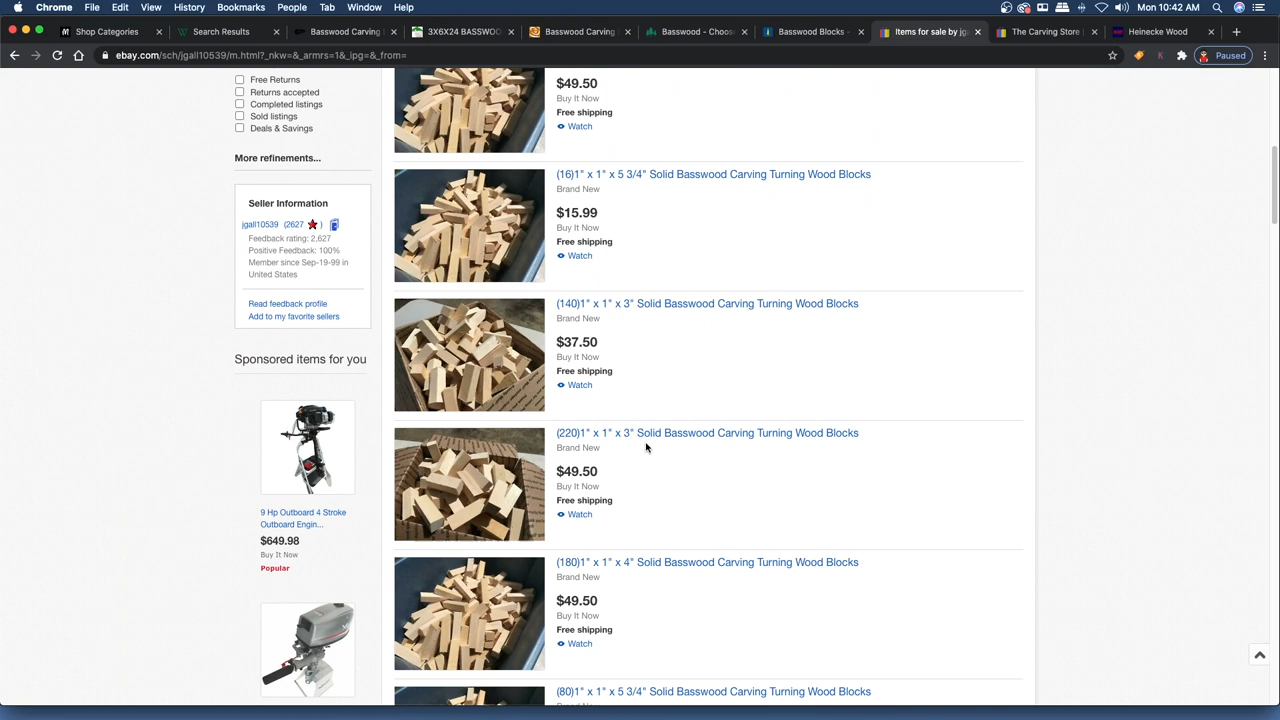 Chrome File Edit View History Bookmarks People Tab Window Help Mon 10:42 AM
Shop Categories Search Results Basswood Carving 3X6X24 BASSWOO Basswood Carving Basswood - Choos Basswood Blocks - Items for sale by jg The Carving Store Heinecke Wood
ebay.com/sch/jgall10539/m.html?_nkw=&_armrs=1&_ipg=&_from= Paused
Free Returns
Returns accepted
Completed listings
Sold listings
Deals & Savings
More refinements...
Seller Information
jgall10539 (2627 )
Feedback rating: 2,627
Positive Feedback: 100%
Member since Sep-19-99 in
United States
Read feedback profile
Add to my favorite sellers
Sponsored items for you
9 Hp Outboard 4 Stroke
Outboard Engin...
$649.98
Buy It Now
Popular
$49.50
Buy It Now
Free shipping
Watch
(16)1" x 1" x 5 3/4" Solid Basswood Carving Turning Wood Blocks
Brand New
$15.99
Buy It Now
Free shipping
Watch
(140)1" x 1" x 3" Solid Basswood Carving Turning Wood Blocks
Brand New
$37.50
Buy It Now
Free shipping
Watch
(220)1" x 1" x 3" Solid Basswood Carving Turning Wood Blocks
Brand New
$49.50
Buy It Now
Free shipping
Watch
(180)1" x 1" x 4" Solid Basswood Carving Turning Wood Blocks
Brand New
$49.50
Buy It Now
Free shipping
Watch
(80)1" x 1" x 5 3/4" Solid Basswood Carving Turning Wood Blocks